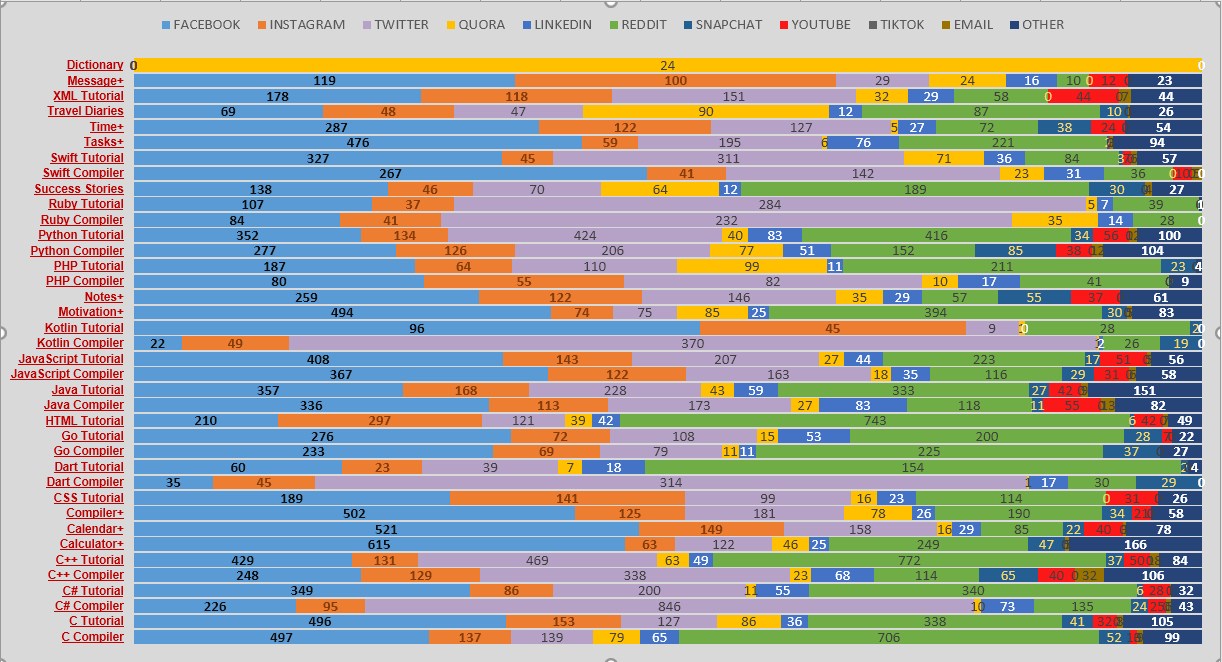 FACEBOOK INSTAGRAM TWITTER QUORA LINKEDIN REDDIT SNAPCHAT YOUTUBE TIKTOK EMAIL OTHER
Dictionary 0 24 0
Message+ 119 100 29 24 16 10 0 12 23
XML Tutorial 178 118 151 32 29 58 0 44 44
Travel Diaries 69 48 47 90 12 87 10 26
Time+ 287 122 127 5 27 72 38 24 54
Tasks+ 476 59 195 6 76 221 94
Swift Tutorial 327 45 311 71 36 84 57
Swift Compiler 267 41 142 23 31 36 0 0
Success Stories 138 46 70 64 12 189 30 27
Ruby Tutorial 107 37 284 5 7 39 1
Ruby Compiler 84 41 232 35 14 28 0
Python Tutorial 352 134 424 40 83 416 34 56 100
Python Compiler 277 126 206 77 51 152 85 38 12 104
PHP Tutorial 187 64 110 99 11 211 23 4
PHP Compiler 80 55 82 10 17 41 9
Notes+ 259 122 146 35 29 57 55 37 61
Motivation+ 494 74 75 85 25 394 30 83
Kotlin Tutorial 96 45 9 0 28 0
Kotlin Compiler 22 49 370 2 26 19 0
JavaScript Tutorial 408 143 207 27 44 223 17 51 56
JavaScript Compiler 367 122 163 18 35 116 29 31 58
Java Tutorial 357 168 228 43 59 333 27 42 151
Java Compiler 336 113 173 27 83 118 11 55 13 82
HTML Tutorial 210 297 121 39 42 743 6 42 49
Go Tutorial 276 72 108 15 53 200 28 22
Go Compiler 233 69 79 11 11 225 37 27
Dart Tutorial 60 23 39 7 18 154 4
Dart Compiler 35 45 314 1 17 30 29 0
CSS Tutorial 189 141 99 16 23 114 0 31 26
Compiler+ 502 125 181 78 26 190 34 21 58
Calendar+ 521 149 158 16 29 85 22 40 78
Calculator+ 615 63 122 46 25 249 47 166
C++ Tutorial 429 131 469 63 49 772 37 50 84
C++ Compiler 248 129 338 23 68 114 65 40 0 32 106
C# Tutorial 349 86 200 11 55 340 6 28 32
C# Compiler 226 95 846 10 73 135 24 25 43
C Tutorial 496 153 127 86 36 338 41 32 105
C Compiler 497 137 139 79 65 706 52 99